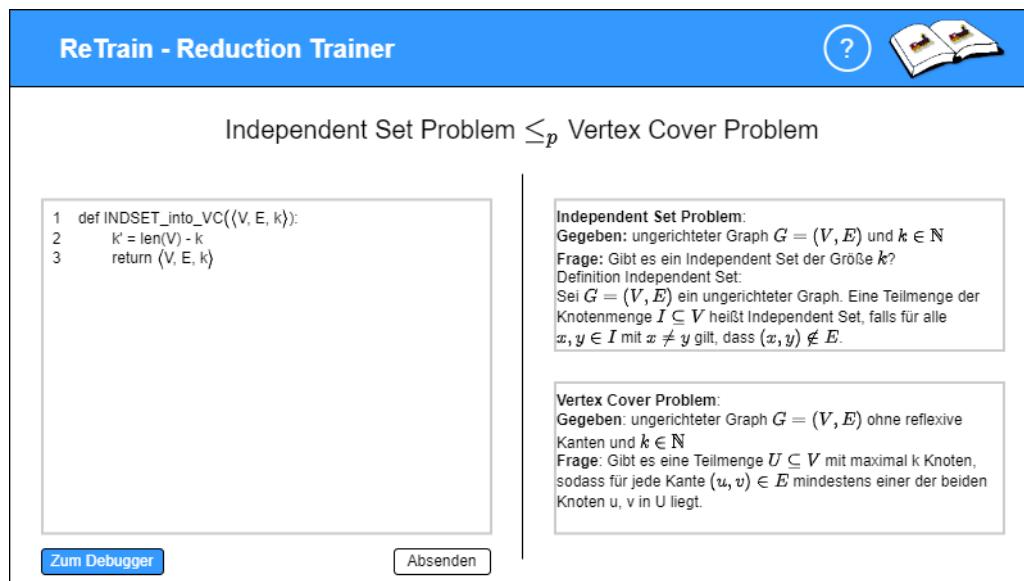 ReTrain - Reduction Trainer
?
Independent Set Problem ≤ₚ Vertex Cover Problem
1 def INDSET_into_VC(⟨V, E, k⟩):
2 k' = len(V) - k
3 return ⟨V, E, k⟩
Zum Debugger
Absenden
Independent Set Problem:
Gegeben: ungerichteter Graph G = (V, E) und k ∈ ℕ
Frage: Gibt es ein Independent Set der Größe k?
Definition Independent Set:
Sei G = (V, E) ein ungerichteter Graph. Eine Teilmenge der
Knotenmenge I ⊆ V heißt Independent Set, falls für alle
x, y ∈ I mit x ≠ y gilt, dass (x, y) ∉ E.
Vertex Cover Problem:
Gegeben: ungerichteter Graph G = (V, E) ohne reflexive
Kanten und k ∈ ℕ
Frage: Gibt es eine Teilmenge U ⊆ V mit maximal k Knoten,
sodass für jede Kante (u, v) ∈ E mindestens einer der beiden
Knoten u, v in U liegt.